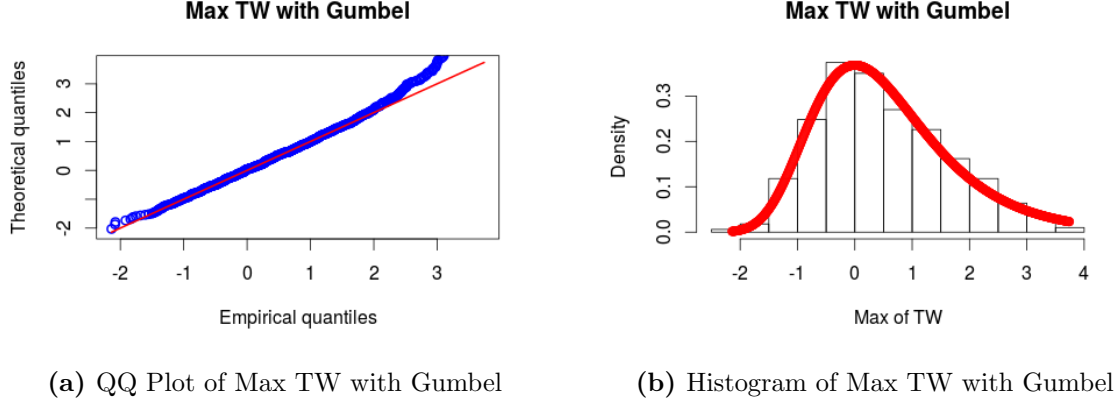 Max TW with Gumbel
Theoretical quantiles
3
2
1
0
-2
-2
-1
0
1
2
3
Empirical quantiles
(a) QQ Plot of Max TW with Gumbel
Max TW with Gumbel
Density
0.3
0.2
0.1
0.0
-2
-1
0
1
2
3
4
Max of TW
(b) Histogram of Max TW with Gumbel